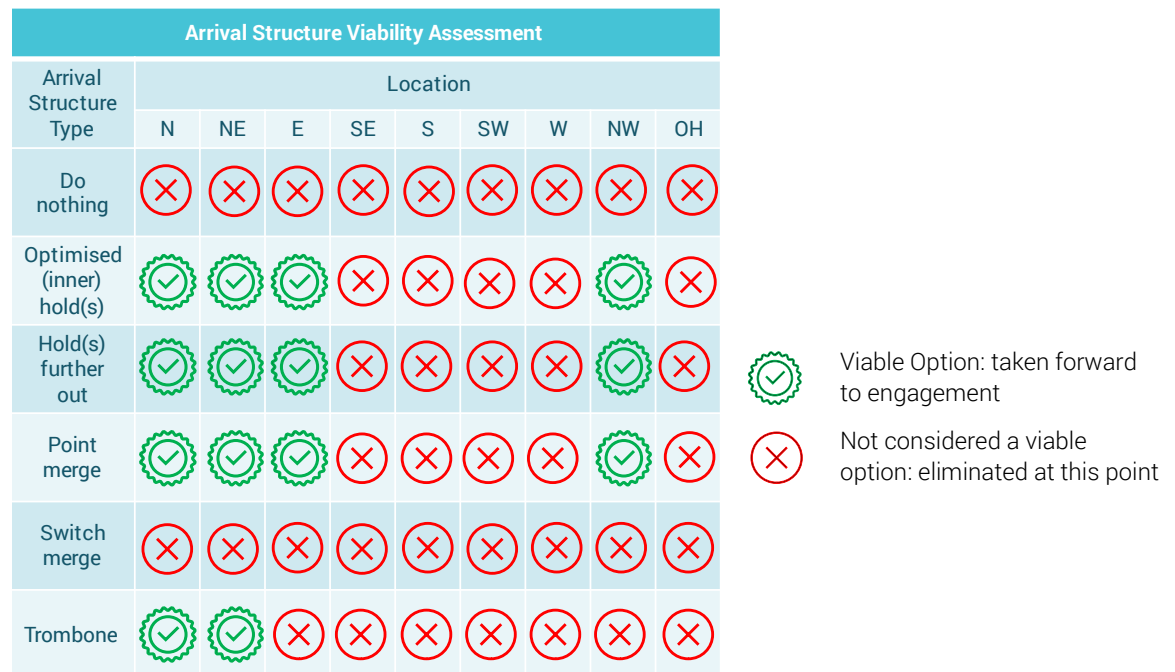 Arrival Structure Viability Assessment
Arrival
Structure
Type
Location
N NE E SE S SW W NW OH
Do
nothing
Optimised
(inner)
hold(s)
Hold(s)
further
out
Point
merge
Switch
merge
Trombone
Viable Option: taken forward
to engagement
Not considered a viable
option: eliminated at this point